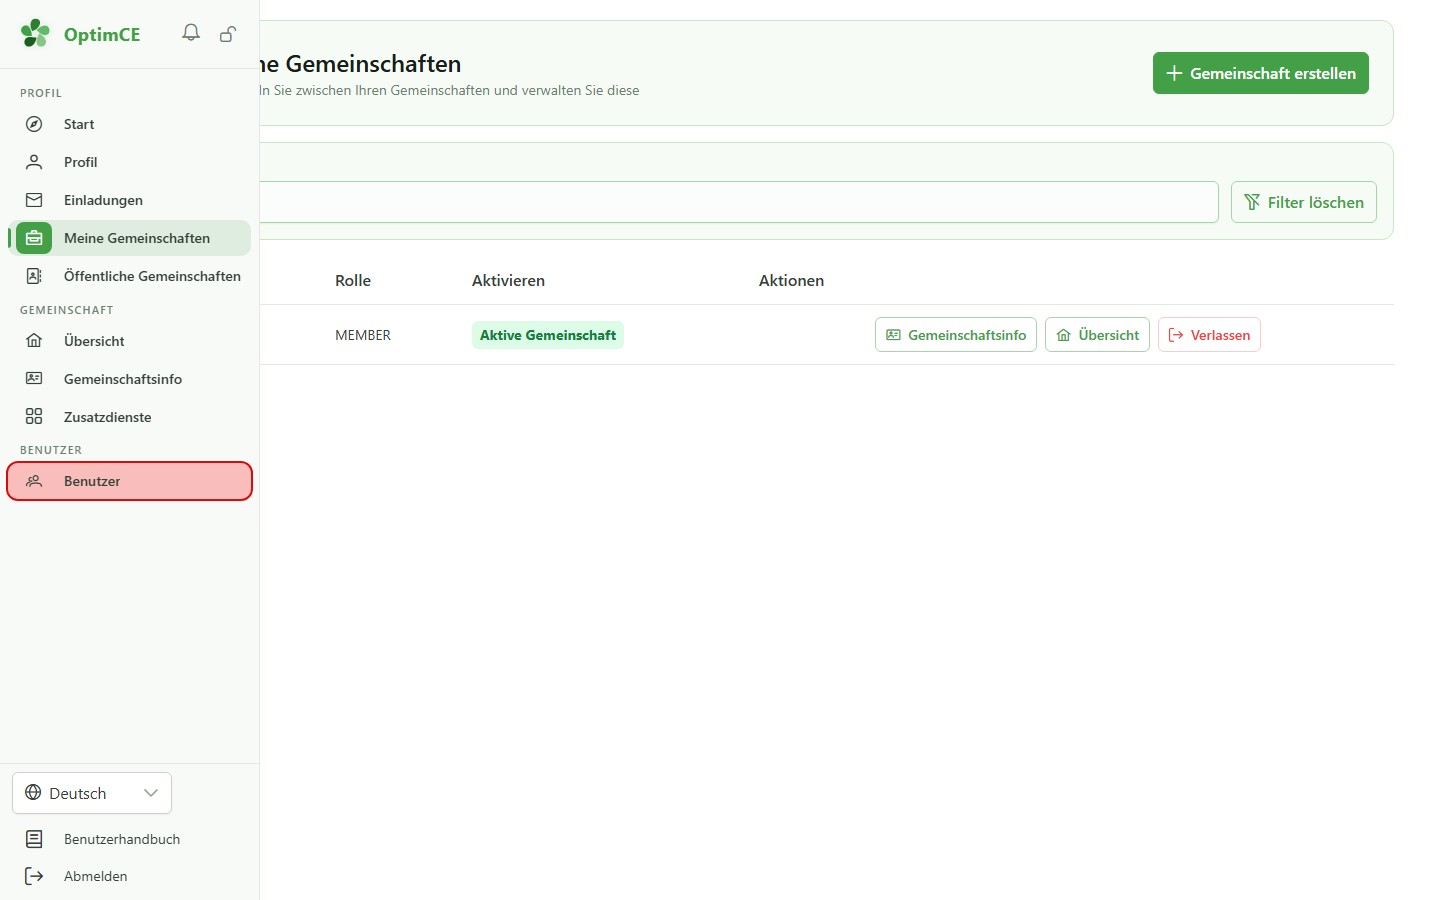 OptimCE
PROFIL
Start
Profil
Einladungen
Meine Gemeinschaften
Öffentliche Gemeinschaften
GEMEINSCHAFT
Übersicht
Gemeinschaftsinfo
Zusatzdienste
BENUTZER
Benutzer
Deutsch
Benutzerhandbuch
Abmelden
ne Gemeinschaften
ln Sie zwischen Ihren Gemeinschaften und verwalten Sie diese
Gemeinschaft erstellen
Filter löschen
Rolle Aktivieren Aktionen
MEMBER Aktive Gemeinschaft Gemeinschaftsinfo Übersicht Verlassen